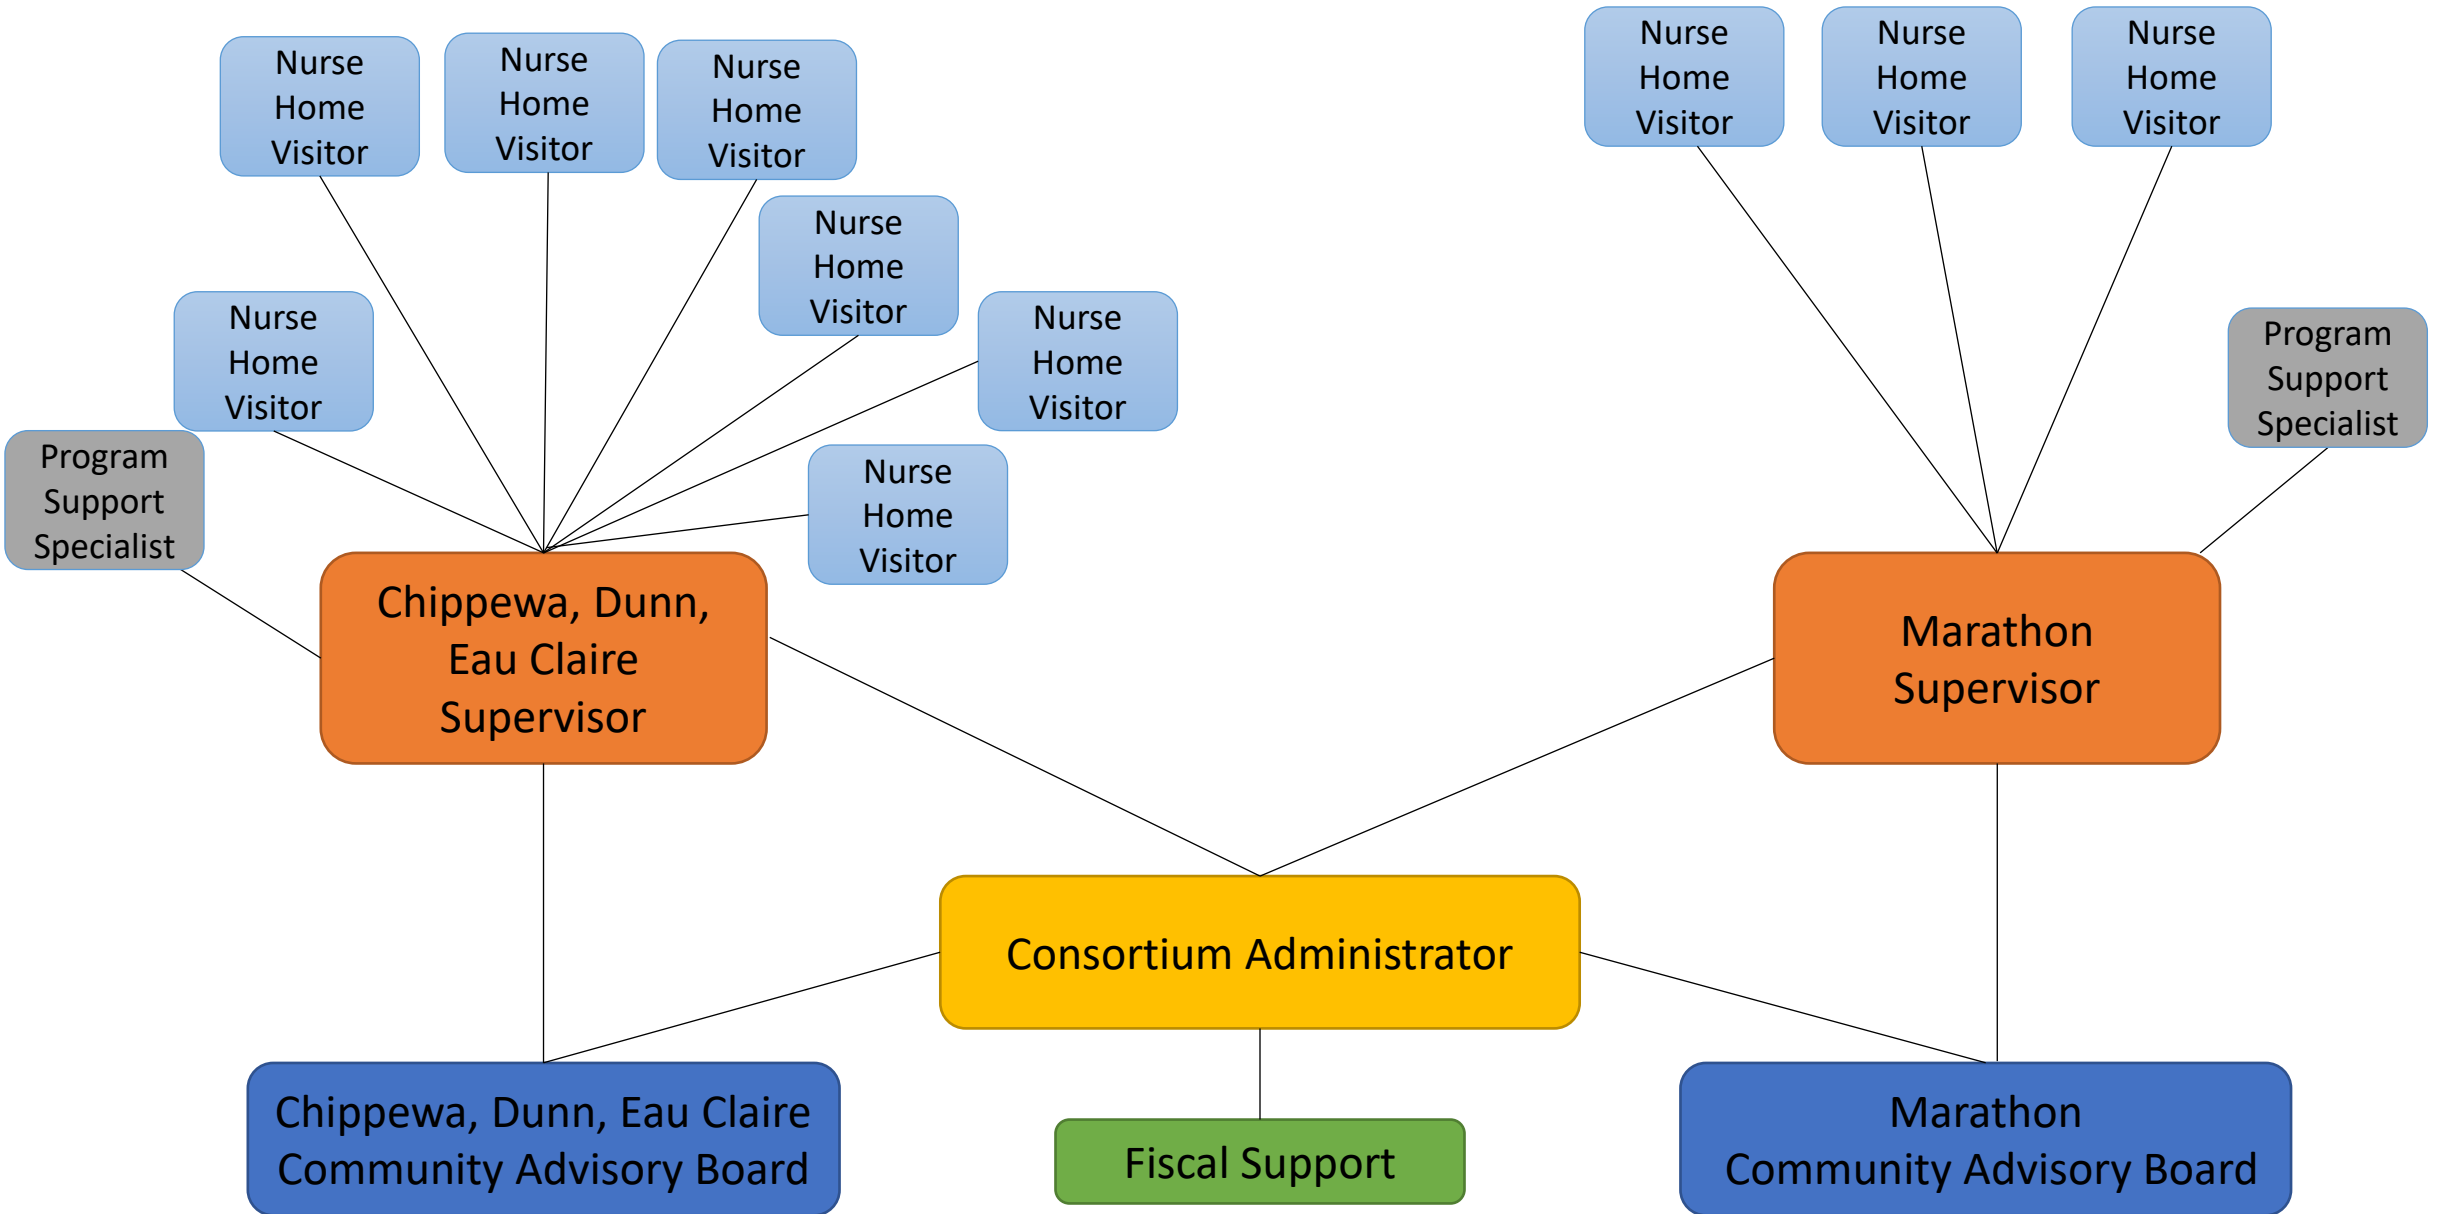 Nurse
Home
Visitor
Nurse
Home
Visitor
Nurse
Home
Visitor
Nurse
Home
Visitor
Nurse
Home
Visitor
Nurse
Home
Visitor
Nurse
Home
Visitor
Nurse
Home
Visitor
Nurse
Home
Visitor
Program
Support
Specialist
Nurse
Home
Visitor
Program
Support
Specialist
Chippewa, Dunn,
Eau Claire
Supervisor
Marathon
Supervisor
Consortium Administrator
Chippewa, Dunn, Eau Claire
Community Advisory Board
Fiscal Support
Marathon
Community Advisory Board